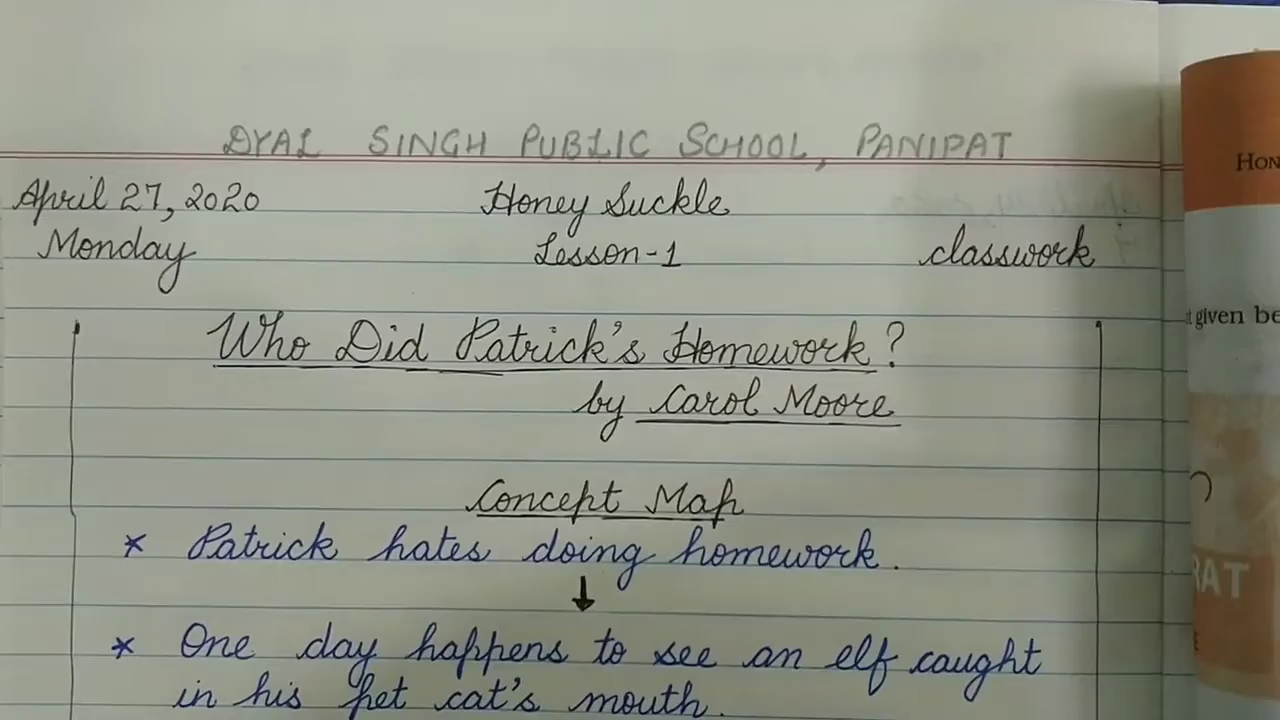 DYAL SINGH PUBLIC SCHOOL, PANIPAT
April 27, 2020 Honey Suckle
Monday Lesson-1 classwork
Who Did Patrick's Homework?
by Carol Moore
Concept Map
* Patrick hates doing homework.
↓
* One day happens to see an elf caught
in his pet cat's mouth.
HON
t given be
RAT